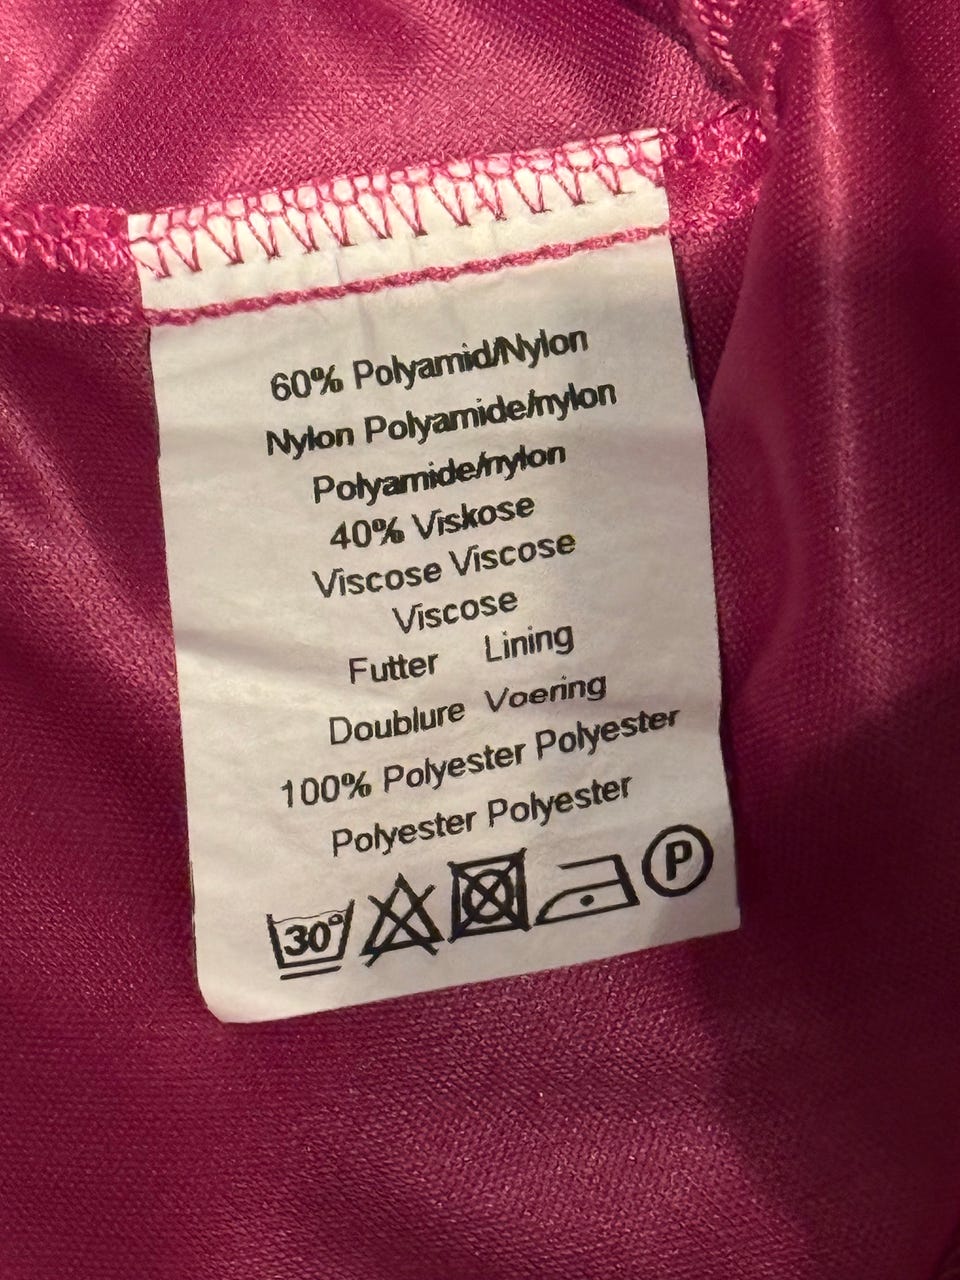 60% Polyamid/Nylon
Nylon Polyamide/nylon
Polyamide/nylon
40% Viskose
Viscose Viscose
Viscose
Futter Lining
Doublure Voering
100% Polyester Polyester
Polyester Polyester
30° P